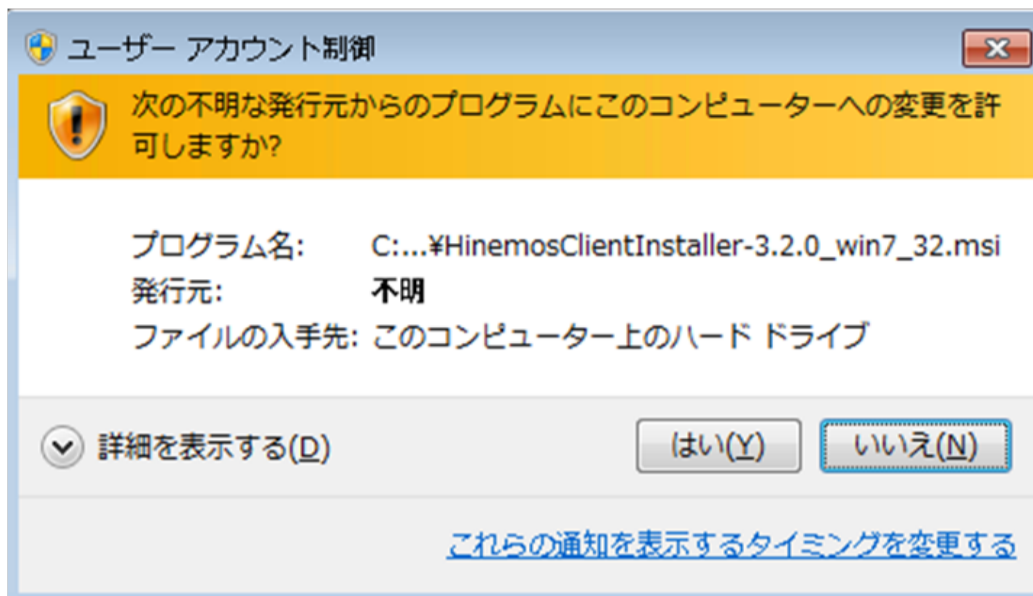 ユーザー アカウント制御
次の不明な発行元からのプログラムにこのコンピューターへの変更を許
可しますか?
プログラム名: C:...¥HinemosClientInstaller-3.2.0_win7_32.msi
発行元: 不明
ファイルの入手先: このコンピューター上のハード ドライブ
詳細を表示する(D) はい(Y) いいえ(N)
これらの通知を表示するタイミングを変更する